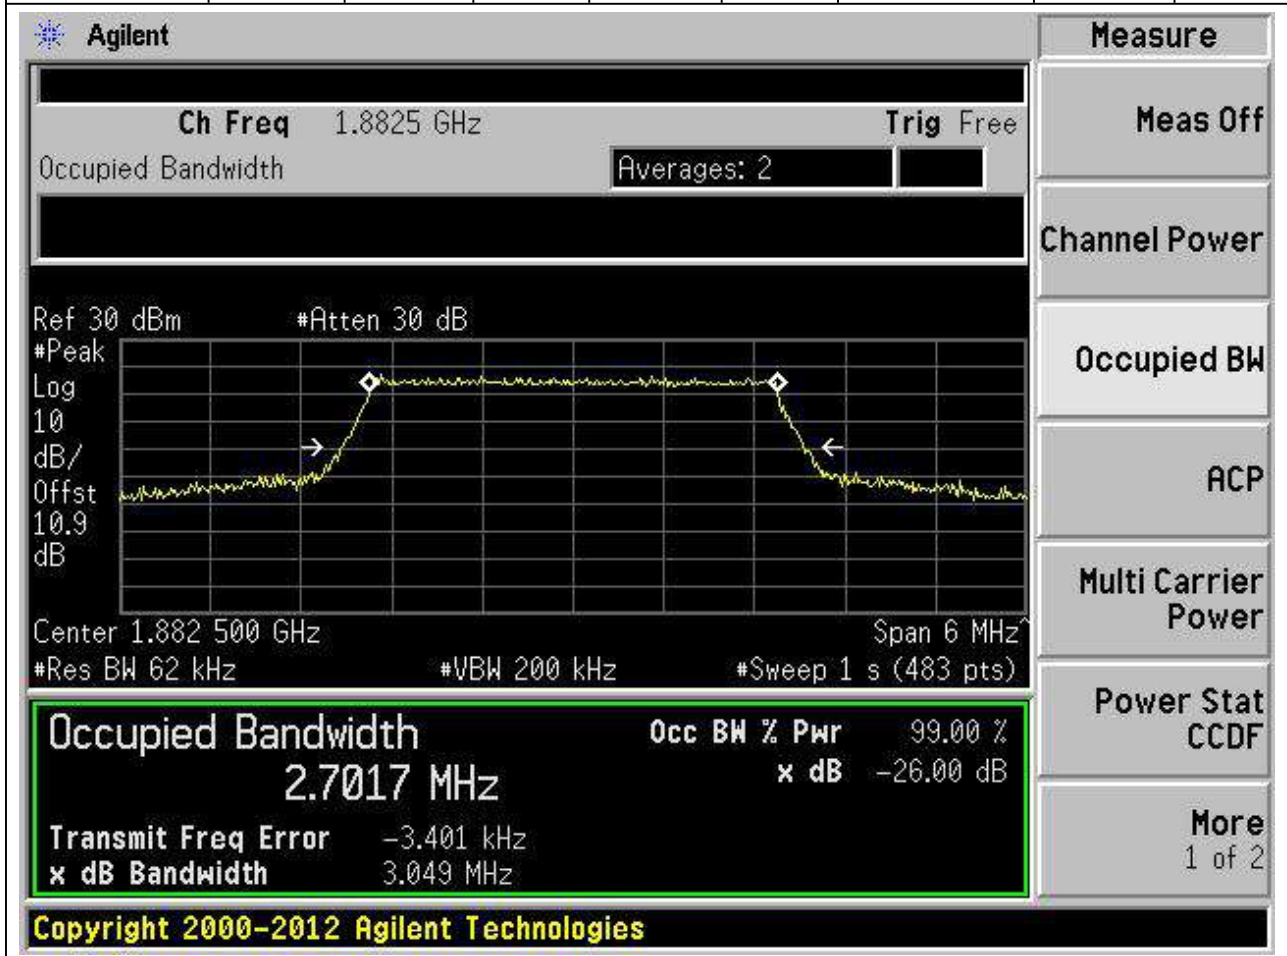 Agilent
Measure
Ch Freq 1.8825 GHz Trig Free
Occupied Bandwidth Averages: 2
Meas Off
Channel Power
Occupied BW
ACP
Multi Carrier
Power
Power Stat
CCDF
More
1 of 2
Ref 30 dBm #Atten 30 dB
#Peak
Log
10
dB/
Offst
10.9
dB
Center 1.882 500 GHz Span 6 MHz^
#Res BW 62 kHz #VBW 200 kHz #Sweep 1 s (483 pts)
Occupied Bandwidth Occ BW % Pwr 99.00 %
2.7017 MHz x dB -26.00 dB
Transmit Freq Error -3.401 kHz
x dB Bandwidth 3.049 MHz
Copyright 2000-2012 Agilent Technologies